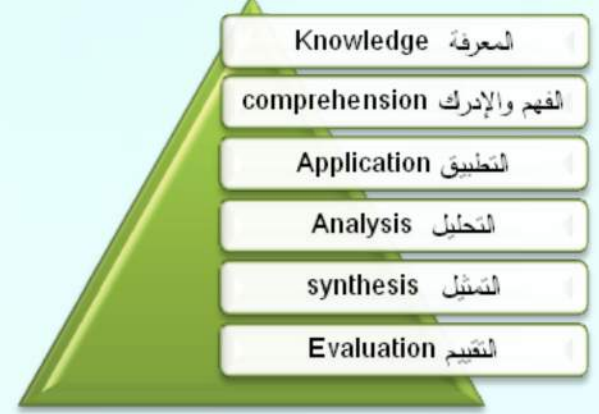 المعرفة Knowledge
الفهم والإدرك comprehension
التطبيق Application
التحليل Analysis
التمثيل synthesis
التقييم Evaluation